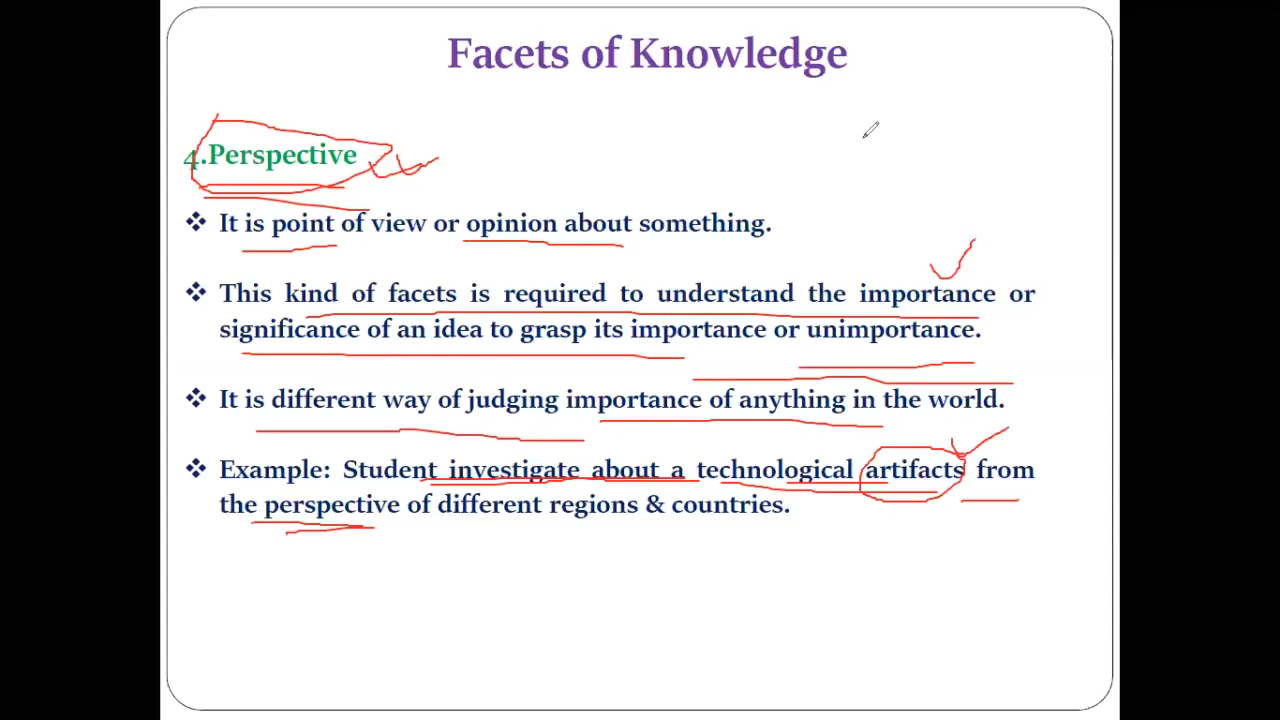 Facets of Knowledge
4.Perspective
❖ It is point of view or opinion about something.
❖ This kind of facets is required to understand the importance or
significance of an idea to grasp its importance or unimportance.
❖ It is different way of judging importance of anything in the world.
❖ Example: Student investigate about a technological artifacts from
the perspective of different regions & countries.